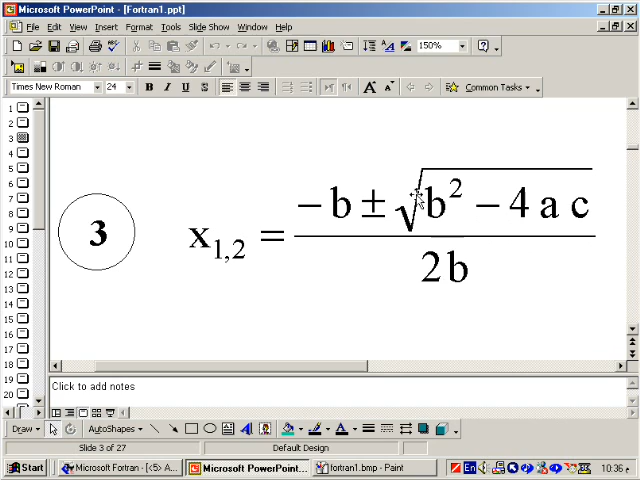 Microsoft PowerPoint - [Fortran1.ppt]
File Edit View Insert Format Tools Slide Show Window Help
150%
Times New Roman 24 B I U S Common Tasks
1
2
3
4
5
6
7
8
9
10
11
12
13
14
15
16
17
18
19
20
3
x1,2 = −b ± √b² − 4 a c
2b
Click to add notes
Draw AutoShapes
Slide 3 of 27 Default Design
Start Microsoft Fortran - [<5> A... Microsoft PowerPoint... fortran1.bmp - Paint En 10:36 م